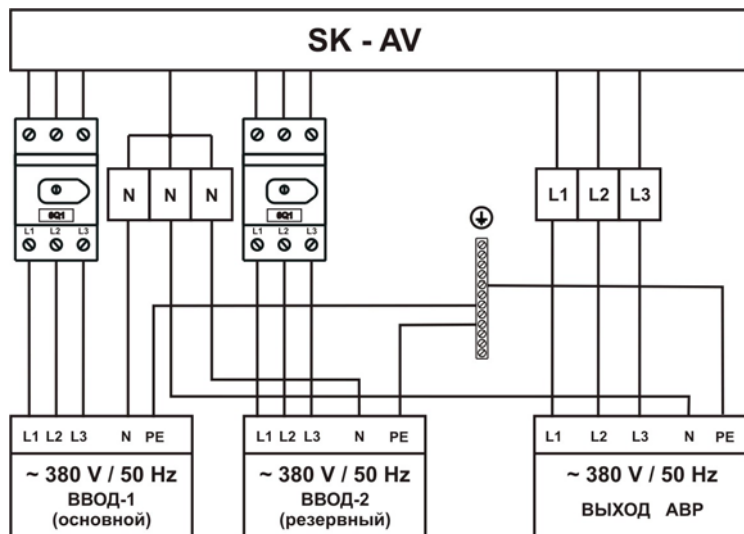 SK - AV
N N N
L1 L2 L3
SQ1
L1 L2 L3
SQ1
L1 L2 L3
L1 L2 L3 N PE
~ 380 V / 50 Hz
ВВОД-1
(основной)
L1 L2 L3 N PE
~ 380 V / 50 Hz
ВВОД-2
(резервный)
L1 L2 L3 N PE
~ 380 V / 50 Hz
ВЫХОД АВР